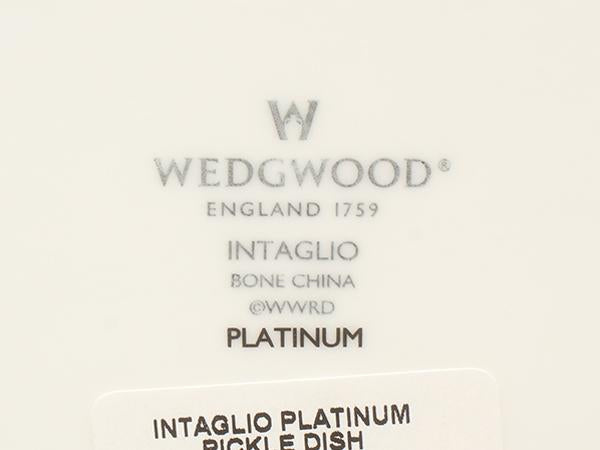 W
WEDGWOOD®
ENGLAND 1759
INTAGLIO
BONE CHINA
©WWRD
PLATINUM
INTAGLIO PLATINUM
PICKLE DISH